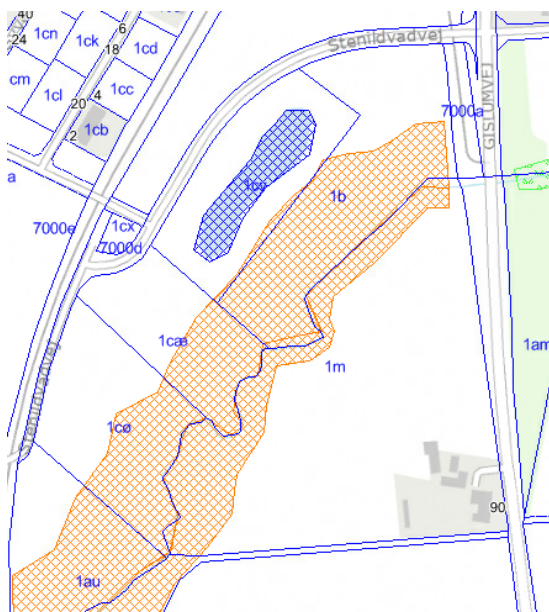 40
24
1cn
1ck
6
18
1cd
cm
1cl
20
4
1cc
1cb
2
Stenildvadvej
7000a
GISLUMVEJ
a
7000e
1cx
7000d
1cv
1b
1cæ
1m
1am
Stenildvadvej
1cø
90
1au